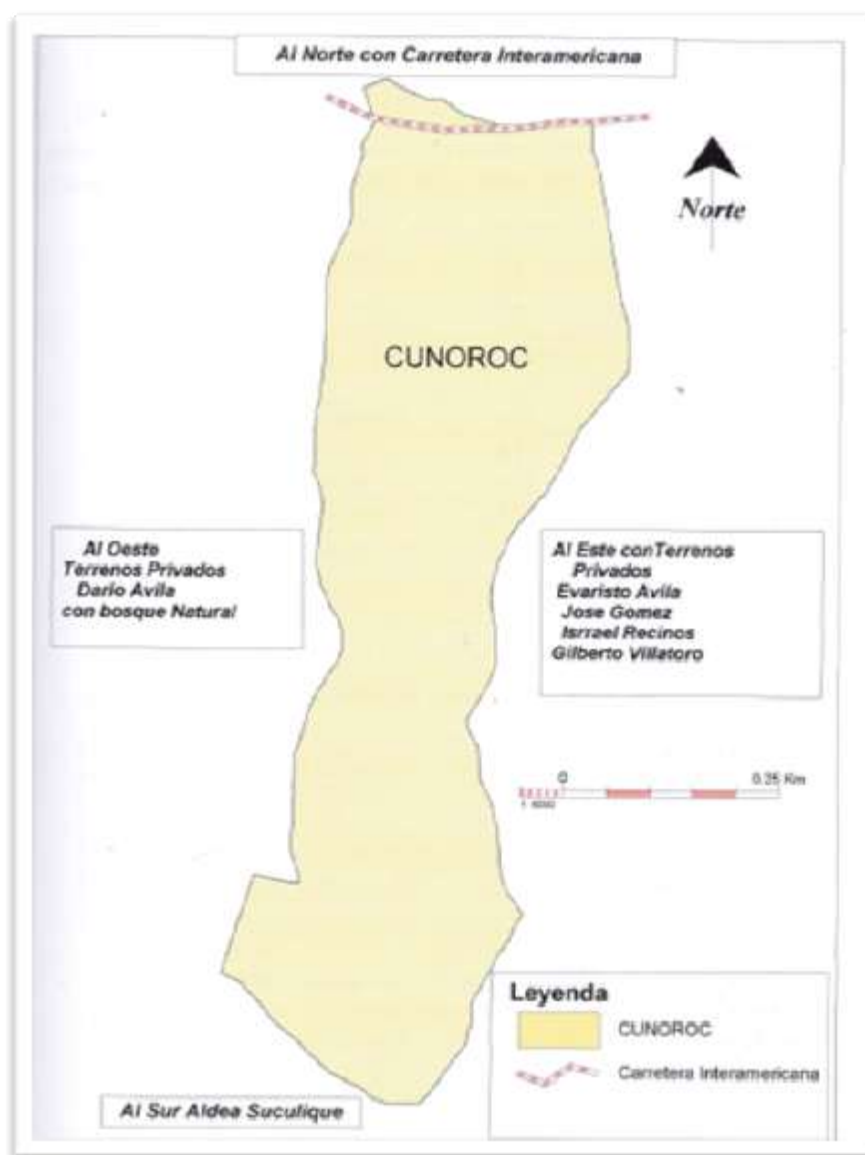 Al Norte con Carretera Interamericana
Norte
CUNOROC
Al Oeste
Terrenos Privados
Dario Avila
con bosque Natural
Al Este conTerrenos
Privados
Evaristo Avila
Jose Gomez
Isrrael Recinos
Gilberto Villatoro
0 0.25 Km
Leyenda
CUNOROC
Carretera Interamericana
Al Sur Aldea Suculique